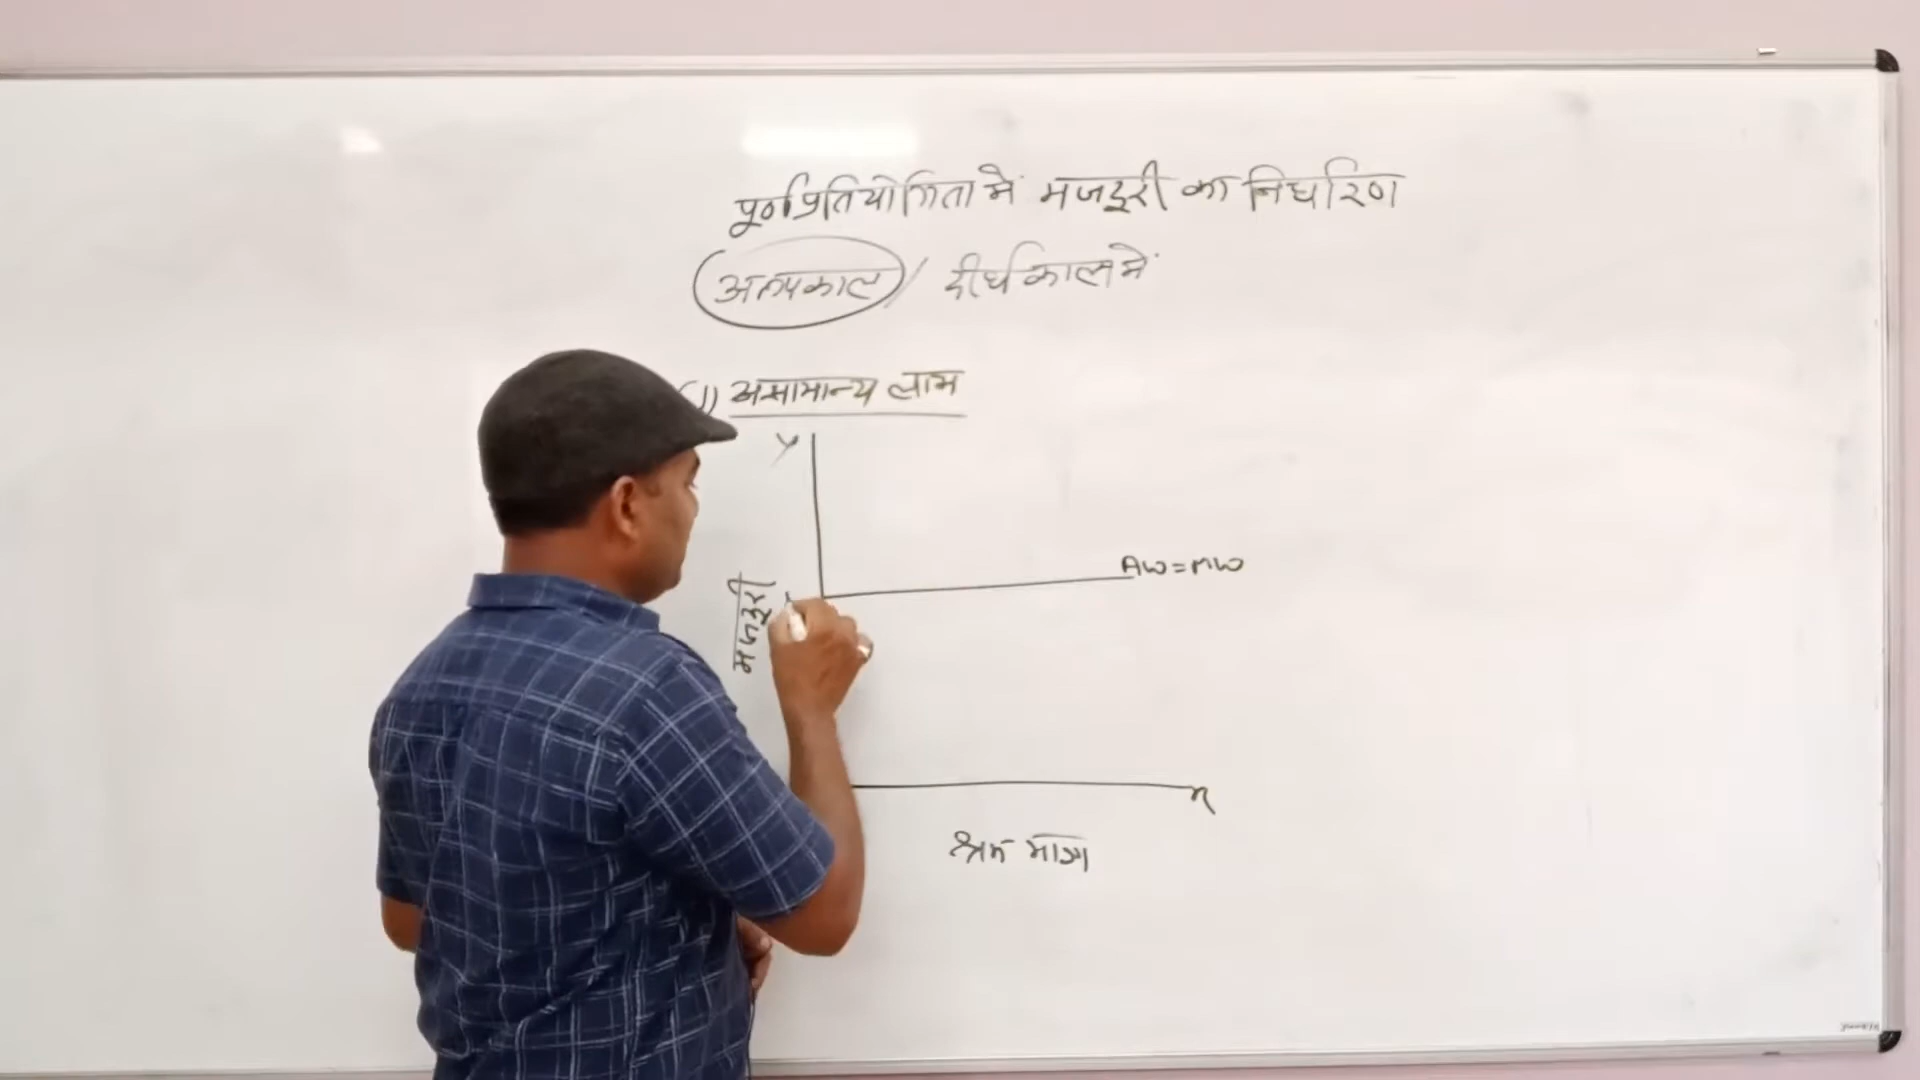 पूर्ण प्रतियोगिता में मजदूरी का निर्धारण
अल्पकाल / दीर्घकाल में
(1) असामान्य लाभ
Y
AW=MW
मजदूरी
X
श्रम मात्रा